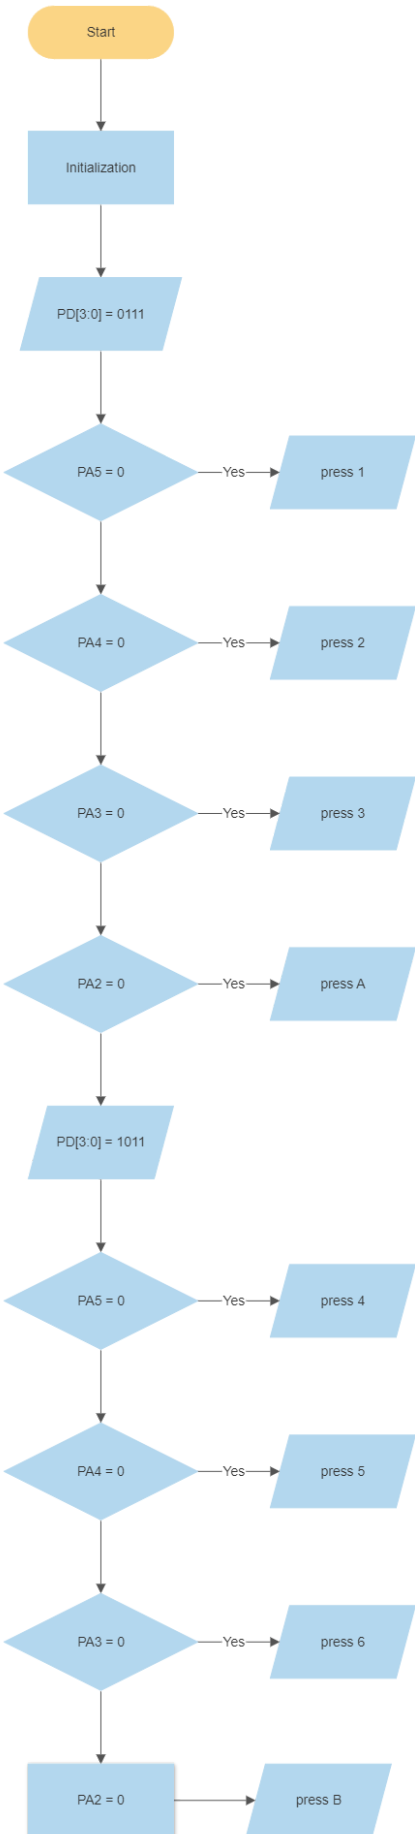 Start
Initialization
PD[3:0] = 0111
PA5 = 0
Yes
press 1
PA4 = 0
Yes
press 2
PA3 = 0
Yes
press 3
PA2 = 0
Yes
press A
PD[3:0] = 1011
PA5 = 0
Yes
press 4
PA4 = 0
Yes
press 5
PA3 = 0
Yes
press 6
PA2 = 0
press B